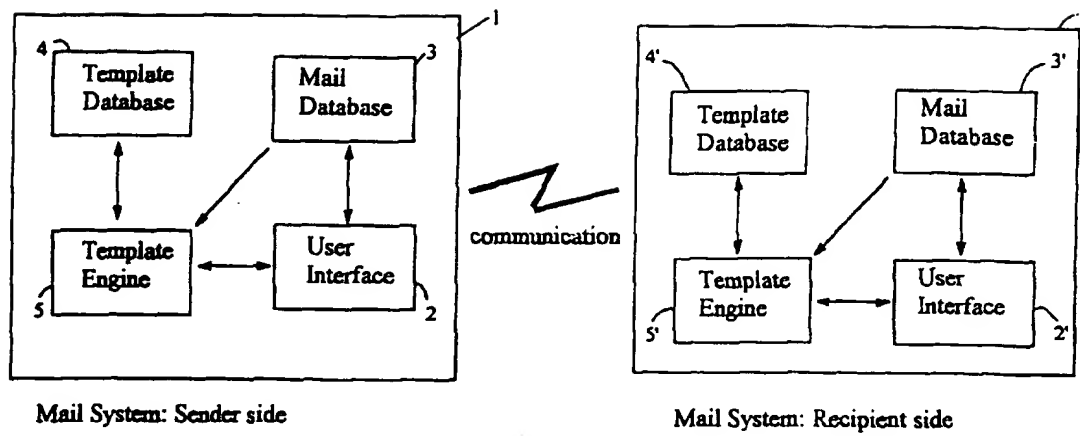 1
4
Template
Database
3
Mail
Database
Template
Engine
5
User
Interface
2
Mail System: Sender side
communication
4'
Template
Database
3'
Mail
Database
Template
Engine
5'
User
Interface
2'
Mail System: Recipient side